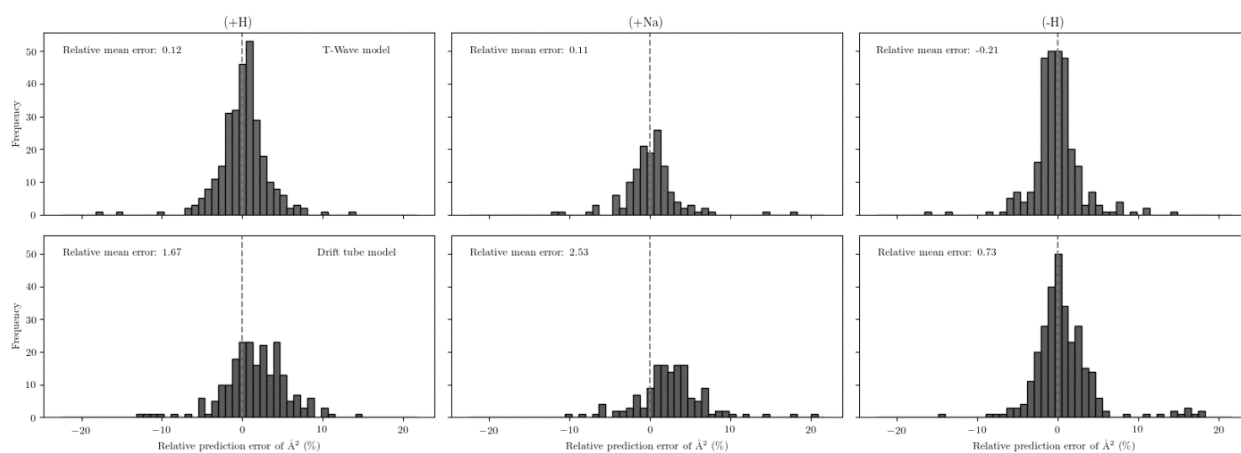 (+H) (+Na) (-H)
Relative mean error: 0.12 T-Wave model Relative mean error: 0.11 Relative mean error: -0.21
50
40
30
20
10
0
Frequency
Relative mean error: 1.67 Drift tube model Relative mean error: 2.53 Relative mean error: 0.73
50
40
30
20
10
0
Frequency
−20 −10 0 10 20 −20 −10 0 10 20 −20 −10 0 10 20
Relative prediction error of Å² (%) Relative prediction error of Å² (%) Relative prediction error of Å² (%)